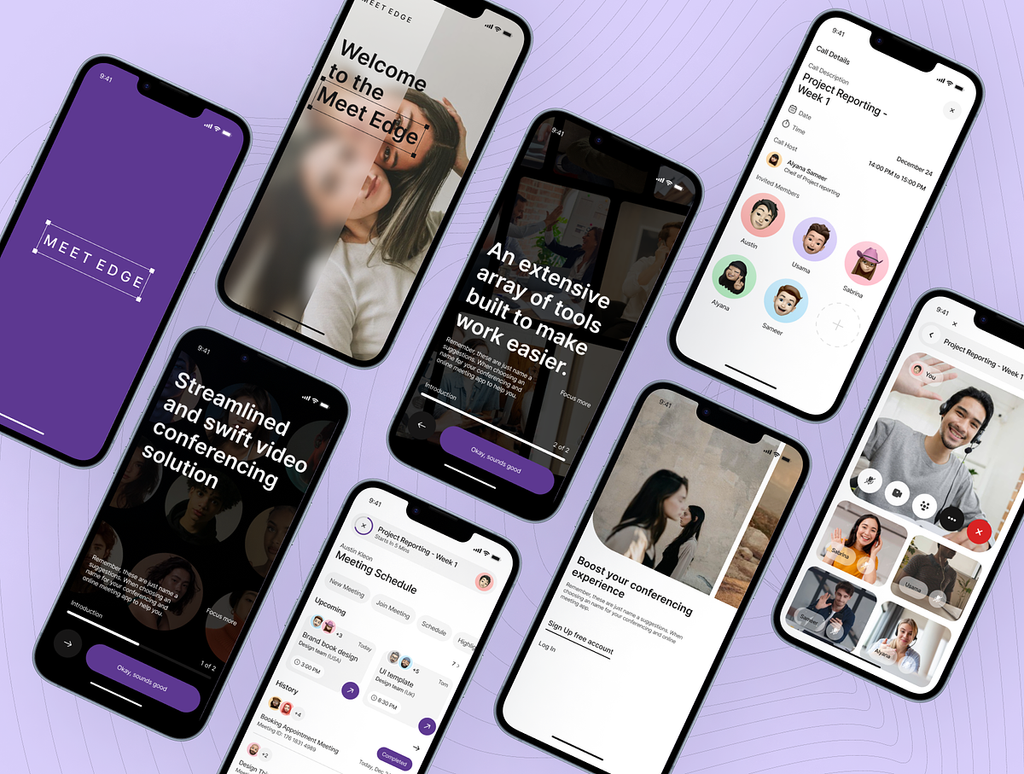 9:41
MEET EDGE
MEET EDGE
Welcome
to the
Meet Edge
9:41
An extensive
array of tools
built to make
work easier.
Remember, these are just name a
suggestions. When choosing an
name for your conferencing and
online meeting app to help you.
Introduction
Focus more
2 of 2
Okay, sounds good
9:41
Call Details
Call Description
Project Reporting -
Week 1
Date
December 24
Time
14:00 PM to 15:00 PM
Call Host
Alyana Sameer
Cheif of Project reporting
Invited Members
Austin
Usama
Sabrina
Alyana
Sameer
9:41
Streamlined
and swift video
conferencing
solution
Remember, these are just name a
suggestions. When choosing an
name for your conferencing and
online meeting app to help you.
Introduction
Focus more
1 of 2
Okay, sounds good
9:41
Project Reporting - Week 1
Starts in 5 Mins
Austin Kleon
Meeting Schedule
New Meeting
Join Meeting
Schedule
Highli
Upcoming
7
+3
Today
Brand book design
Design team (USA)
3:00 PM
+5
Tom
UI template
Design team (UK)
8:30 PM
History
+4
Booking Appointment Meeting
Meeting ID: 176 1831 4989
Completed
Today, Dec
+2
Design Thi
9:41
Boost your conferencing
experience
Remember, these are just name a suggestions. When
choosing an name for your conferencing and online
meeting app.
Sign Up free account
Log In
9:41
Project Reporting - Week 1
You
Sabrina
Usama
Sameer
Alyana